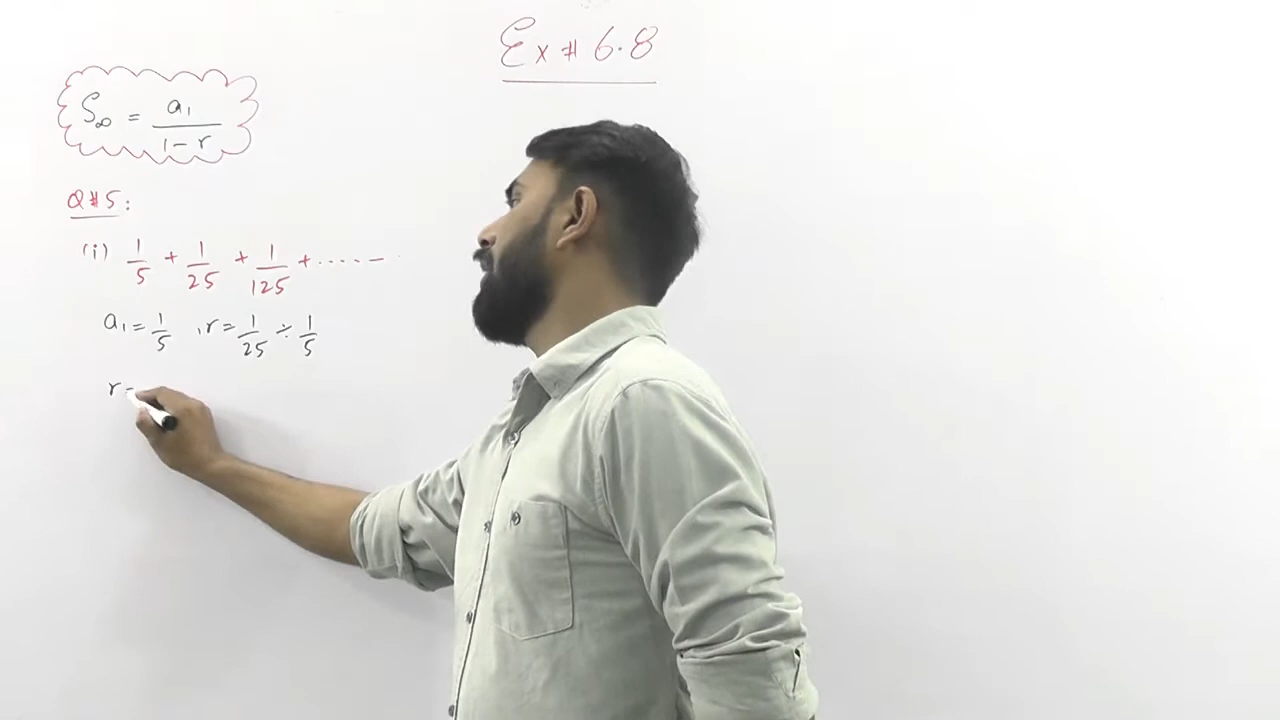 Ex # 6.8
S∞ = a₁ / 1 - r
Q#5:
(i) 1/5 + 1/25 + 1/125 + ......
a₁ = 1/5 , r = 1/25 ÷ 1/5
r =